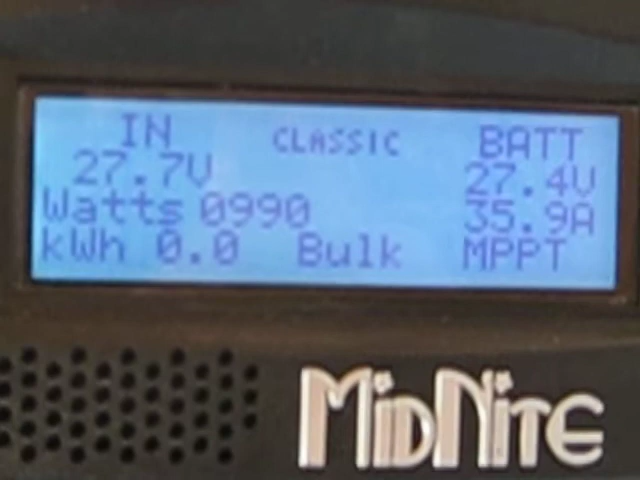 IN CLASSIC BATT
27.7V 27.4V
Watts 0990 35.9A
kWh 0.0 Bulk MPPT
MIDNITE